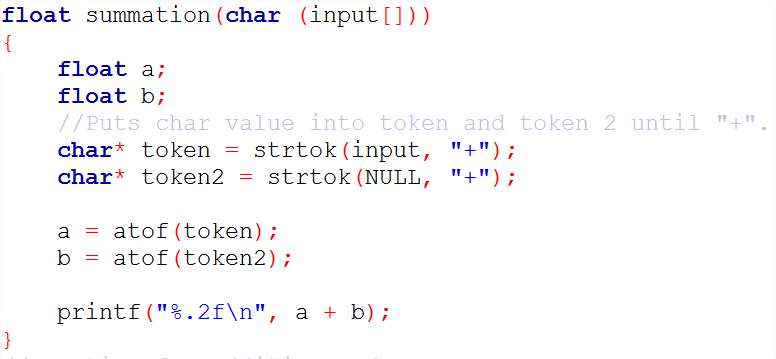 float summation(char (input[]))
{
    float a;
    float b;
    //Puts char value into token and token 2 until "+".
    char* token = strtok(input, "+");
    char* token2 = strtok(NULL, "+");

    a = atof(token);
    b = atof(token2);

    printf("%.2f\n", a + b);
}